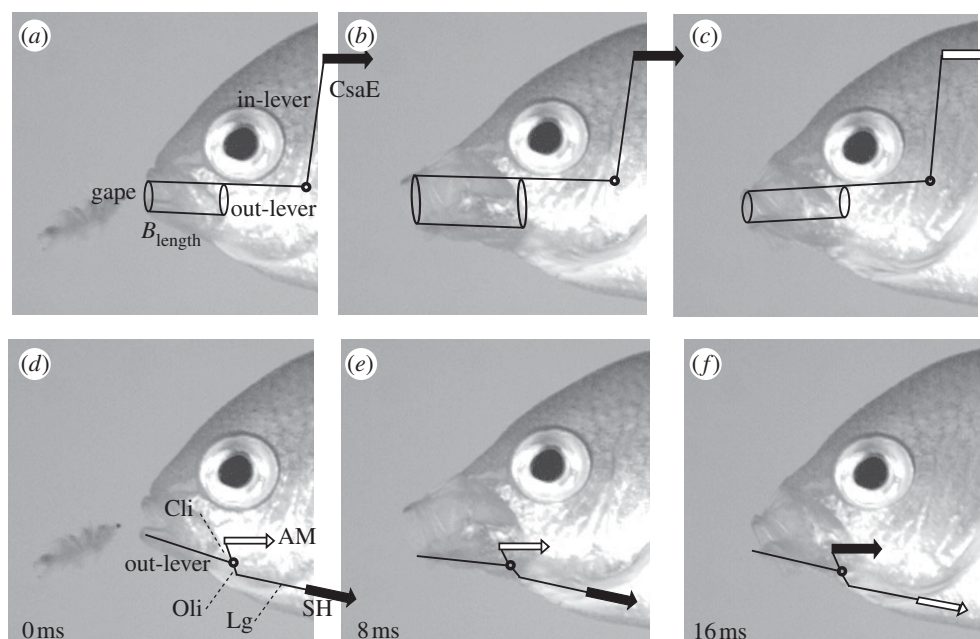 (a)
(b)
(c)
CsaE
in-lever
gape
out-lever
Blength
(d)
(e)
(f)
Cli
AM
out-lever
Oli
Lg
SH
0 ms
8 ms
16 ms